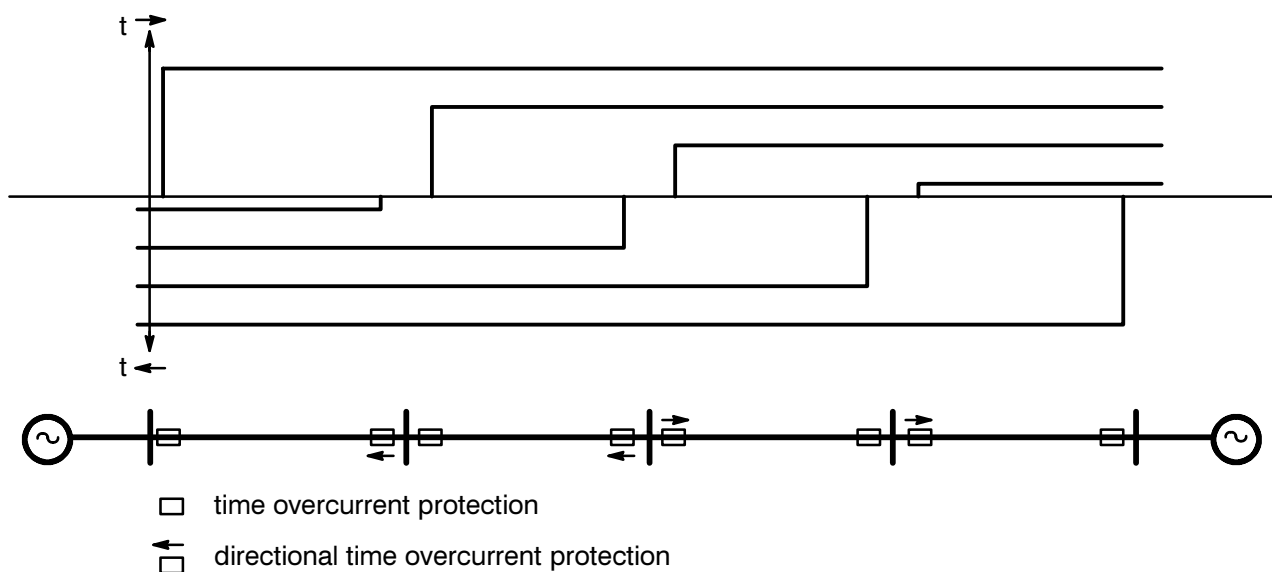 t
t
~ ~
time overcurrent protection
directional time overcurrent protection